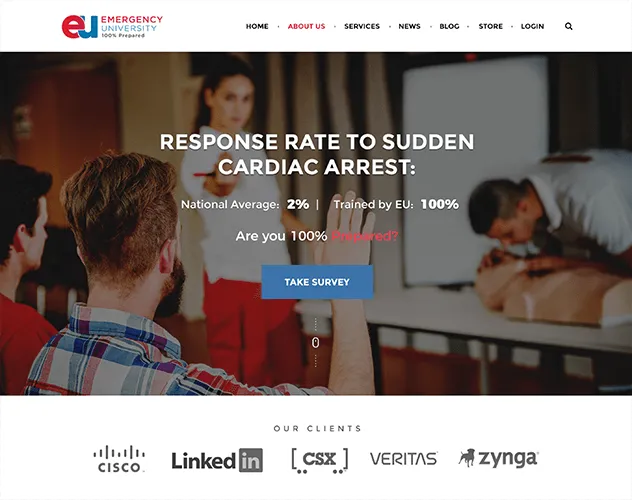 eu EMERGENCY
UNIVERSITY
100% Prepared
HOME ABOUT US SERVICES NEWS BLOG STORE LOGIN
RESPONSE RATE TO SUDDEN
CARDIAC ARREST:
National Average: 2% | Trained by EU: 100%
Are you 100% Prepared?
TAKE SURVEY
OUR CLIENTS
CISCO LinkedIn CSX VERITAS zynga